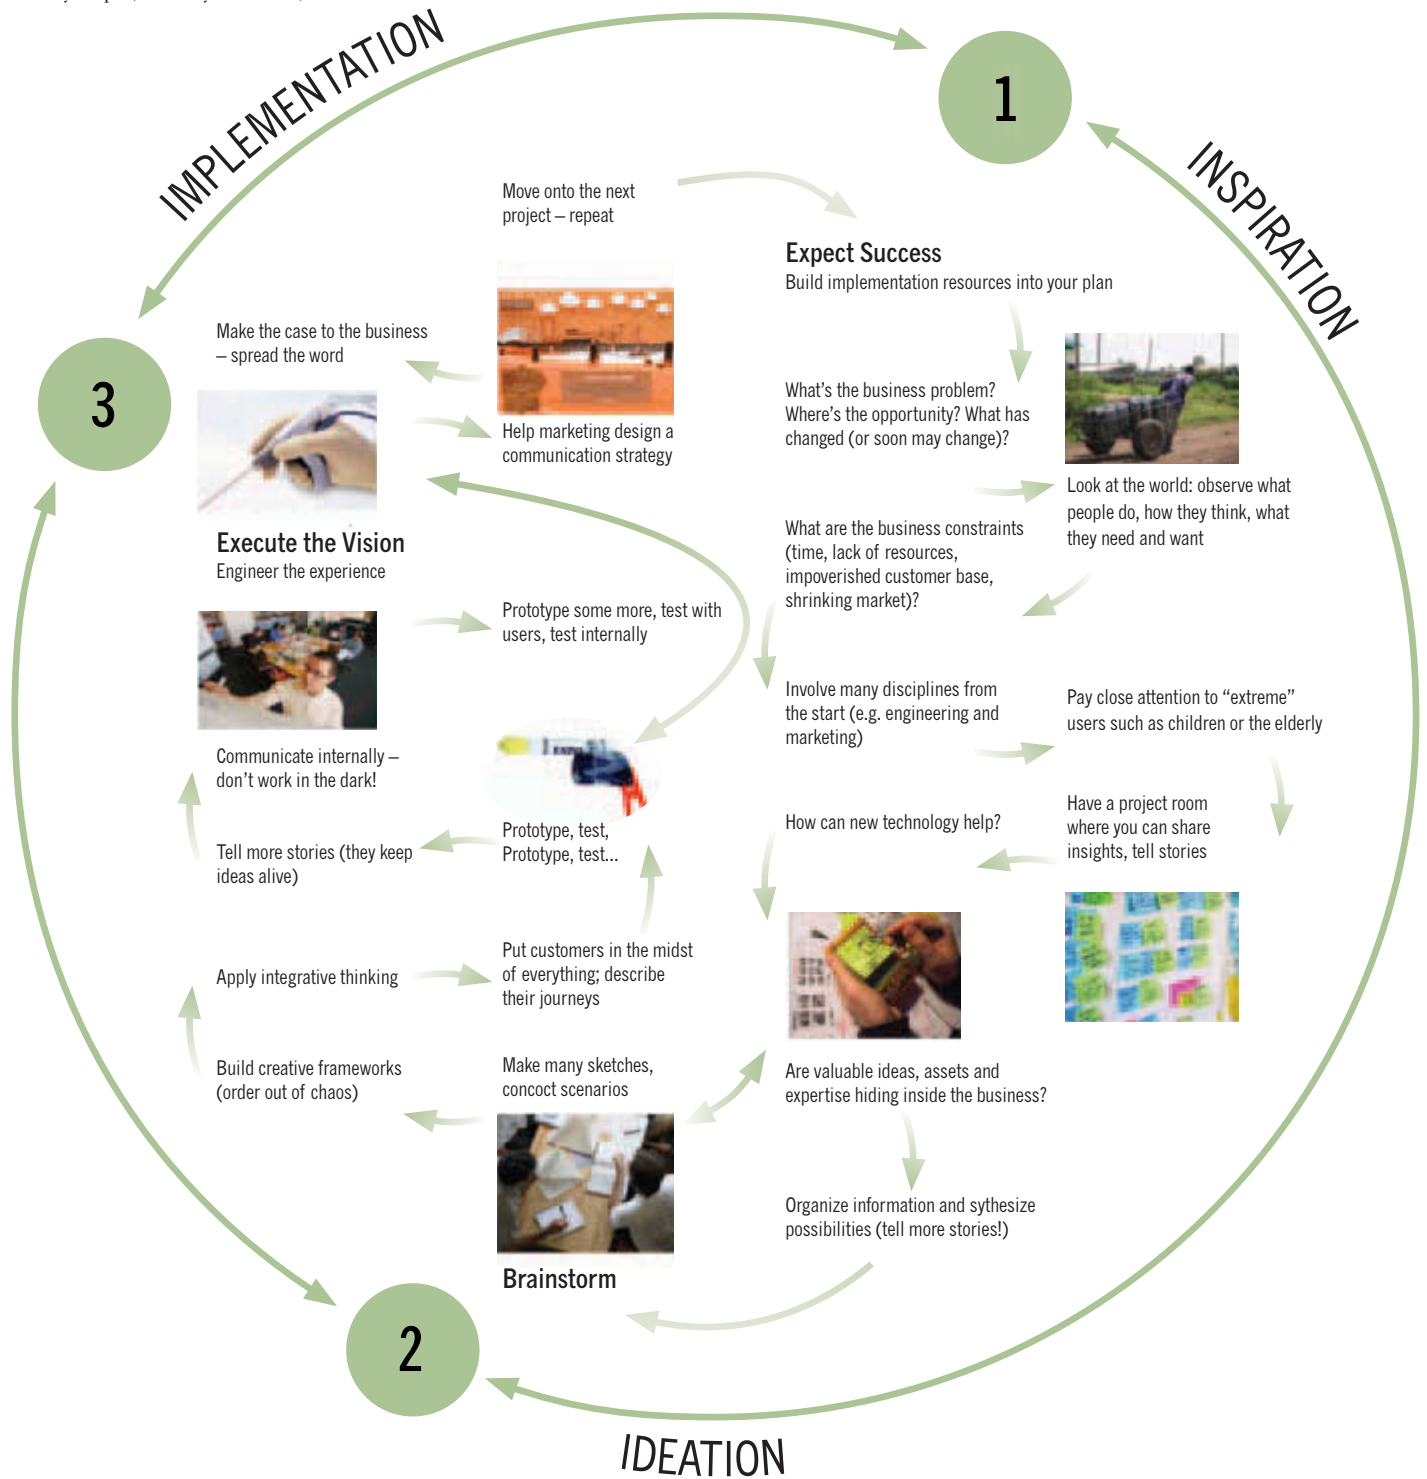 IMPLEMENTATION
1
INSPIRATION
Move onto the next
project – repeat
Expect Success
Build implementation resources into your plan
Make the case to the business
– spread the word
3
What's the business problem?
Where's the opportunity? What has
changed (or soon may change)?
Help marketing design a
communication strategy
Look at the world: observe what
people do, how they think, what
they need and want
What are the business constraints
(time, lack of resources,
impoverished customer base,
shrinking market)?
Execute the Vision
Engineer the experience
Prototype some more, test with
users, test internally
Involve many disciplines from
the start (e.g. engineering and
marketing)
Pay close attention to “extreme”
users such as children or the elderly
Communicate internally –
don't work in the dark!
Have a project room
where you can share
insights, tell stories
How can new technology help?
Prototype, test,
Prototype, test...
Tell more stories (they keep
ideas alive)
Put customers in the midst
of everything; describe
their journeys
Apply integrative thinking
Build creative frameworks
(order out of chaos)
Make many sketches,
concoct scenarios
Are valuable ideas, assets and
expertise hiding inside the business?
Organize information and sythesize
possibilities (tell more stories!)
Brainstorm
2
IDEATION